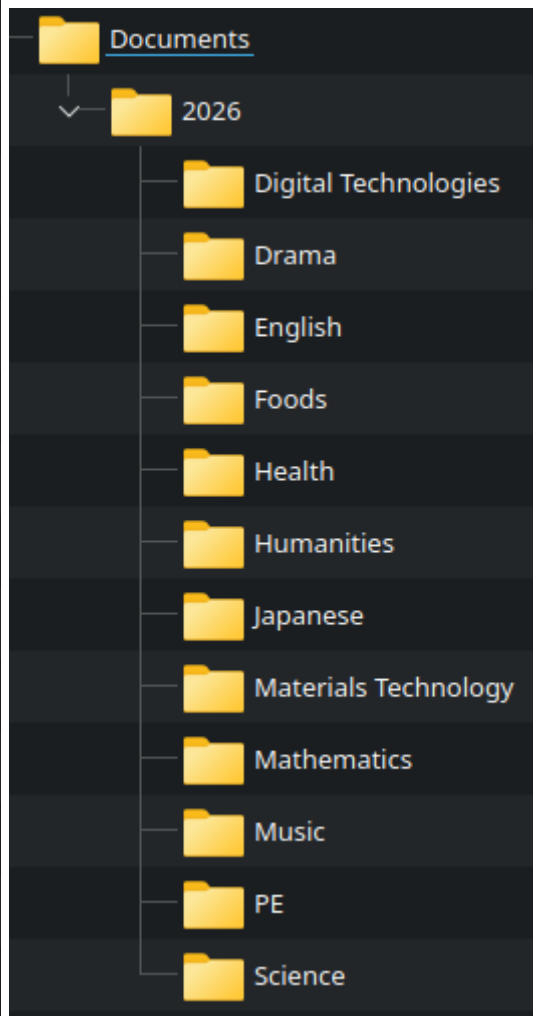 Documents
2026
Digital Technologies
Drama
English
Foods
Health
Humanities
Japanese
Materials Technology
Mathematics
Music
PE
Science